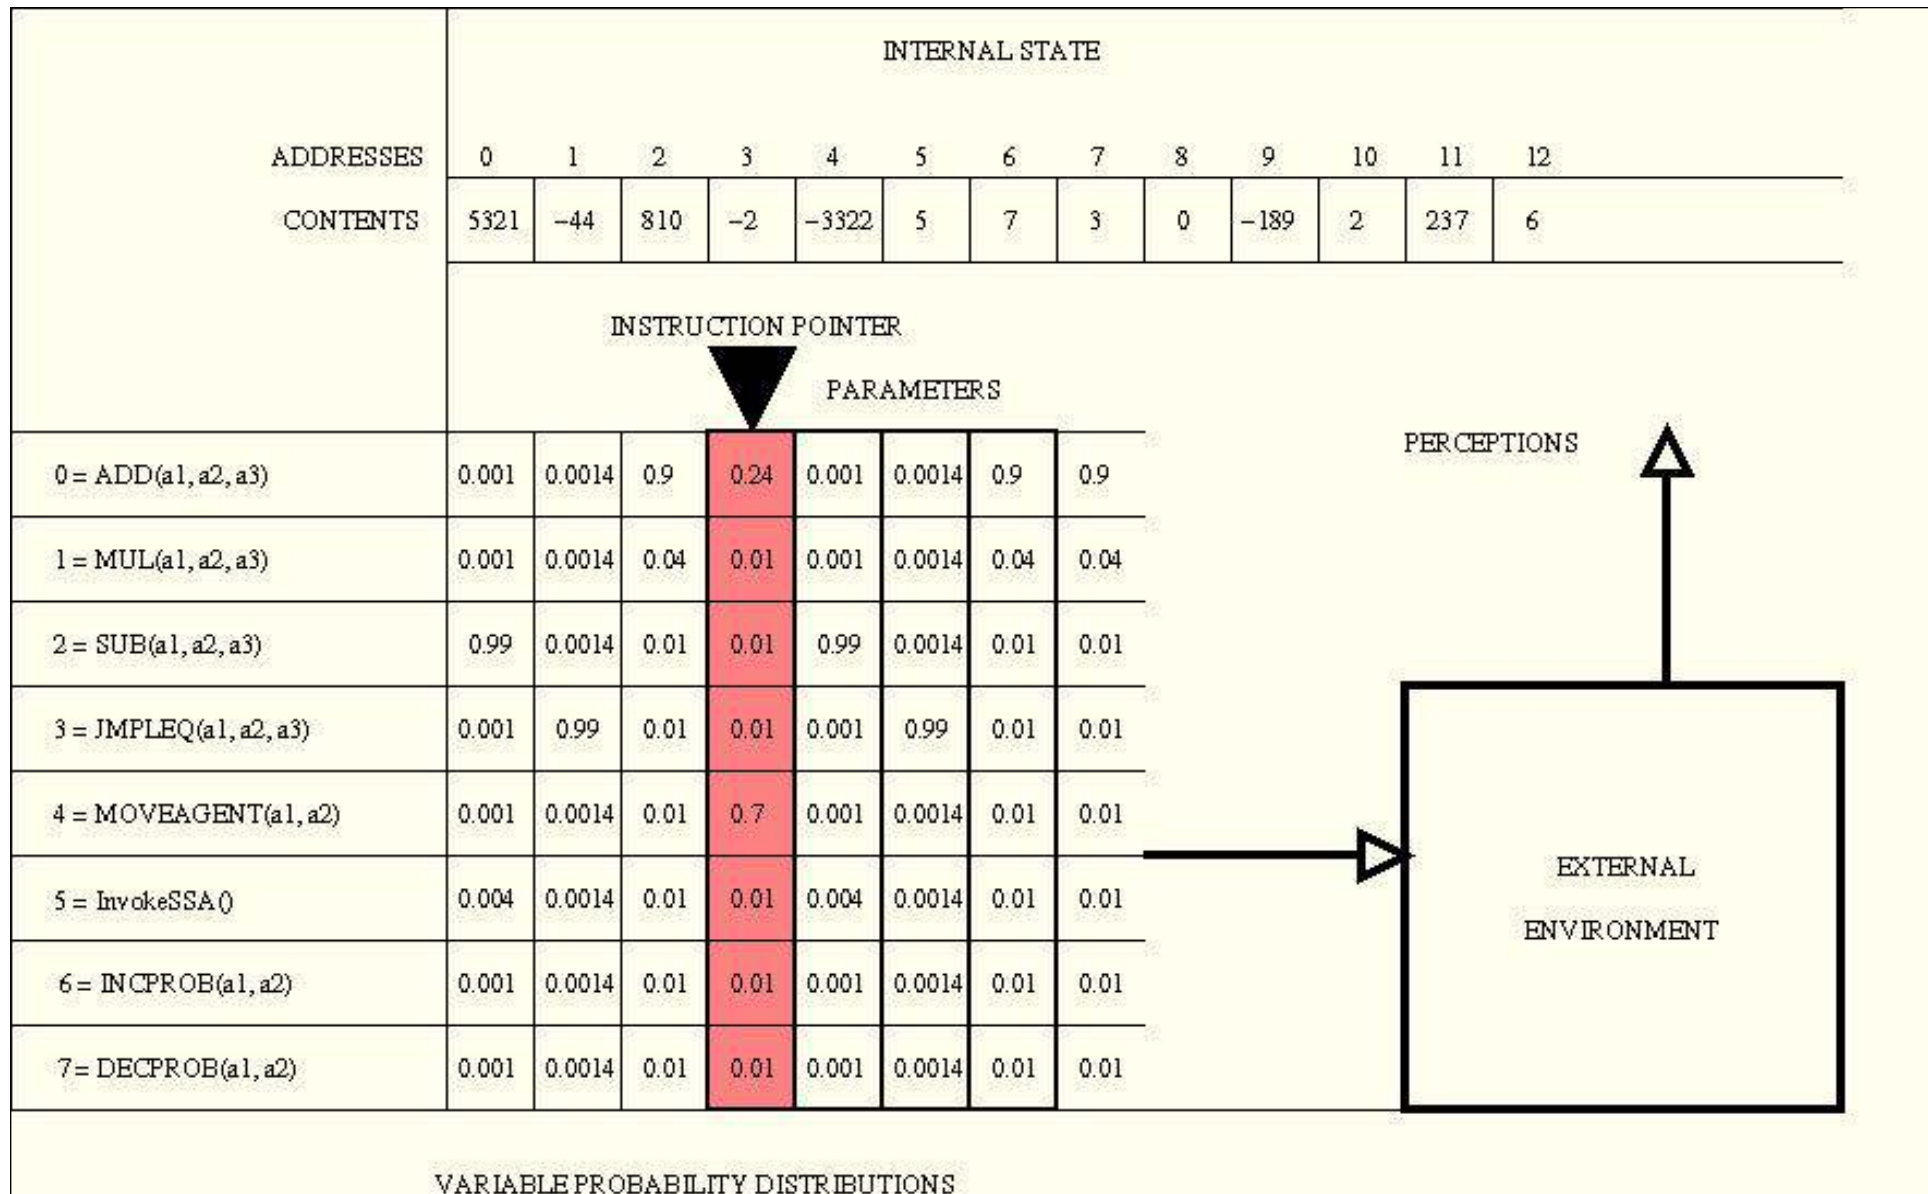 INTERNAL STATE
ADDRESSES 0 1 2 3 4 5 6 7 8 9 10 11 12
CONTENTS 5321 −44 810 −2 −3322 5 7 3 0 −189 2 237 6
INSTRUCTION POINTER
PARAMETERS
PERCEPTIONS
0 = ADD(a1, a2, a3) 0.001 0.0014 0.9 0.24 0.001 0.0014 0.9 0.9
1 = MUL(a1, a2, a3) 0.001 0.0014 0.04 0.01 0.001 0.0014 0.04 0.04
2 = SUB(a1, a2, a3) 0.99 0.0014 0.01 0.01 0.99 0.0014 0.01 0.01
3 = JMPLEQ(a1, a2, a3) 0.001 0.99 0.01 0.01 0.001 0.99 0.01 0.01
4 = MOVEAGENT(a1, a2) 0.001 0.0014 0.01 0.7 0.001 0.0014 0.01 0.01
5 = InvokeSSA() 0.004 0.0014 0.01 0.01 0.004 0.0014 0.01 0.01
6 = INCPROB(a1, a2) 0.001 0.0014 0.01 0.01 0.001 0.0014 0.01 0.01
7 = DECPROB(a1, a2) 0.001 0.0014 0.01 0.01 0.001 0.0014 0.01 0.01
EXTERNAL
ENVIRONMENT
VARIABLE PROBABILITY DISTRIBUTIONS